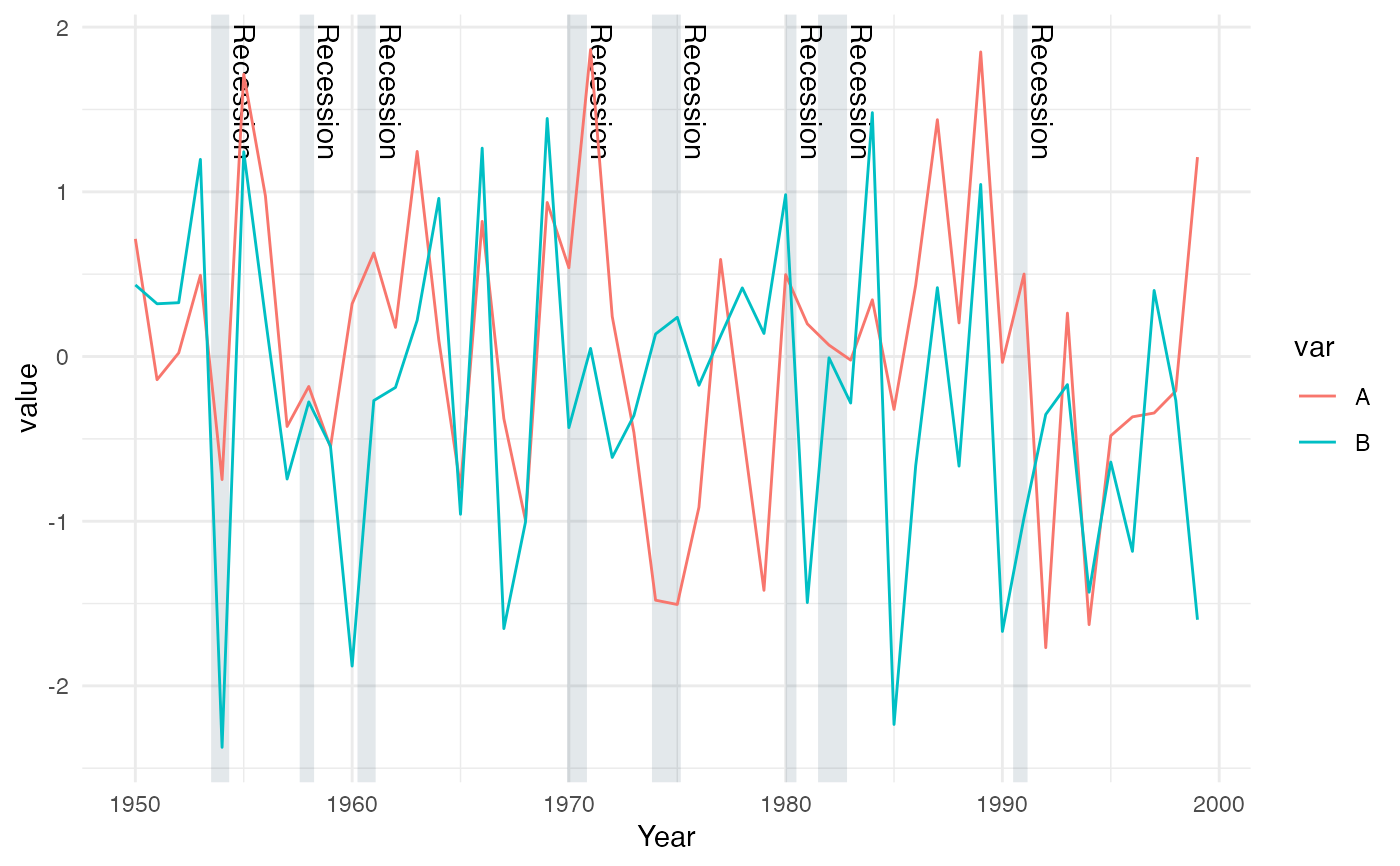 2
1
0
-1
-2
value
Recession
Recession
Recession
Recession
Recession
Recession
Recession
Recession
1950
1960
1970
1980
1990
2000
Year
var
A
B